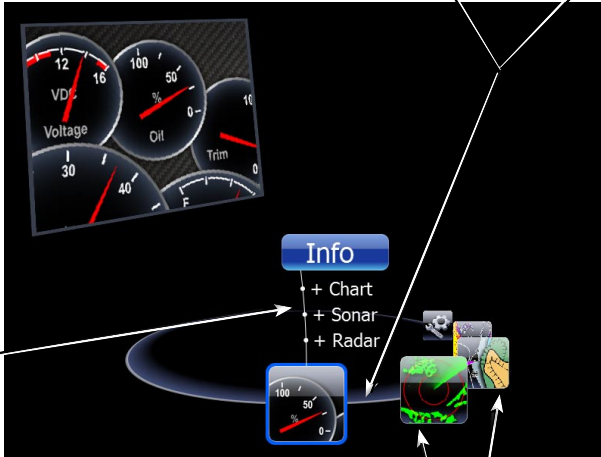 12
16
VDC
Voltage
100
50
%
0
Oil
10
Trim
0
30
40
F
Info
+ Chart
+ Sonar
+ Radar
100
50
%
0